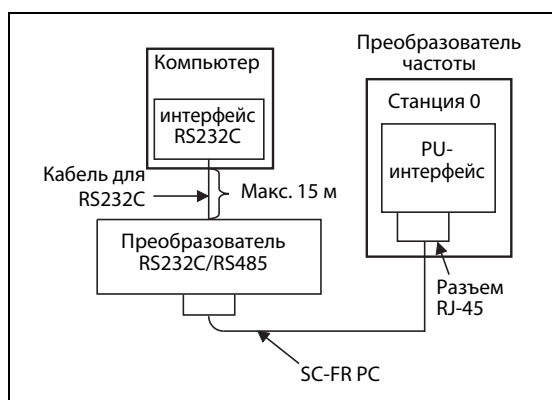 Компьютер
интерфейс
RS232C
Кабель для
RS232C
Макс. 15 м
Преобразователь
RS232C/RS485
Преобразователь
частоты
Станция 0
PU-
интерфейс
Разъем
RJ-45
SC-FR PC